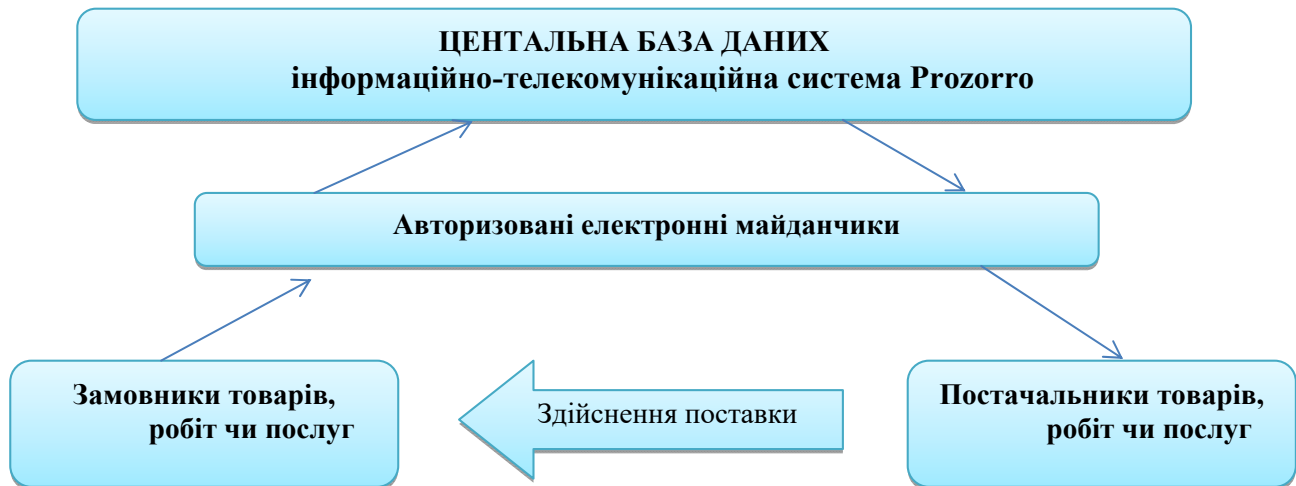 ЦЕНТАЛЬНА БАЗА ДАНИХ
інформаційно-телекомунікаційна система Prozorro
Авторизовані електронні майданчики
Замовники товарів,
робіт чи послуг
Здійснення поставки
Постачальники товарів,
робіт чи послуг